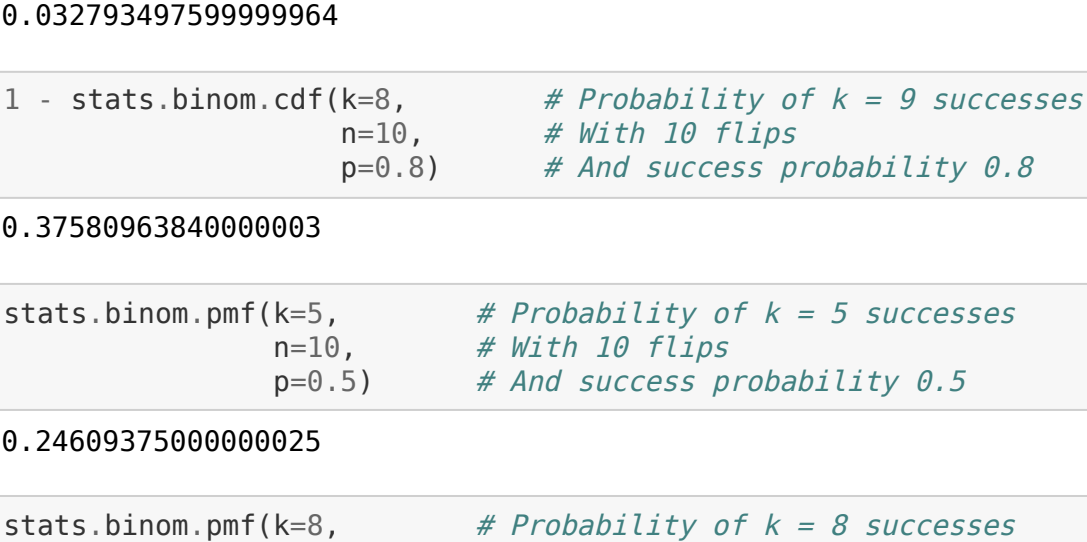 0.032793497599999964
1 - stats.binom.cdf(k=8,       # Probability of k = 9 successes
                    n=10,      # With 10 flips
                    p=0.8)     # And success probability 0.8
0.37580963840000003
stats.binom.pmf(k=5,       # Probability of k = 5 successes
                n=10,      # With 10 flips
                p=0.5)     # And success probability 0.5
0.24609375000000025
stats.binom.pmf(k=8,       # Probability of k = 8 successes